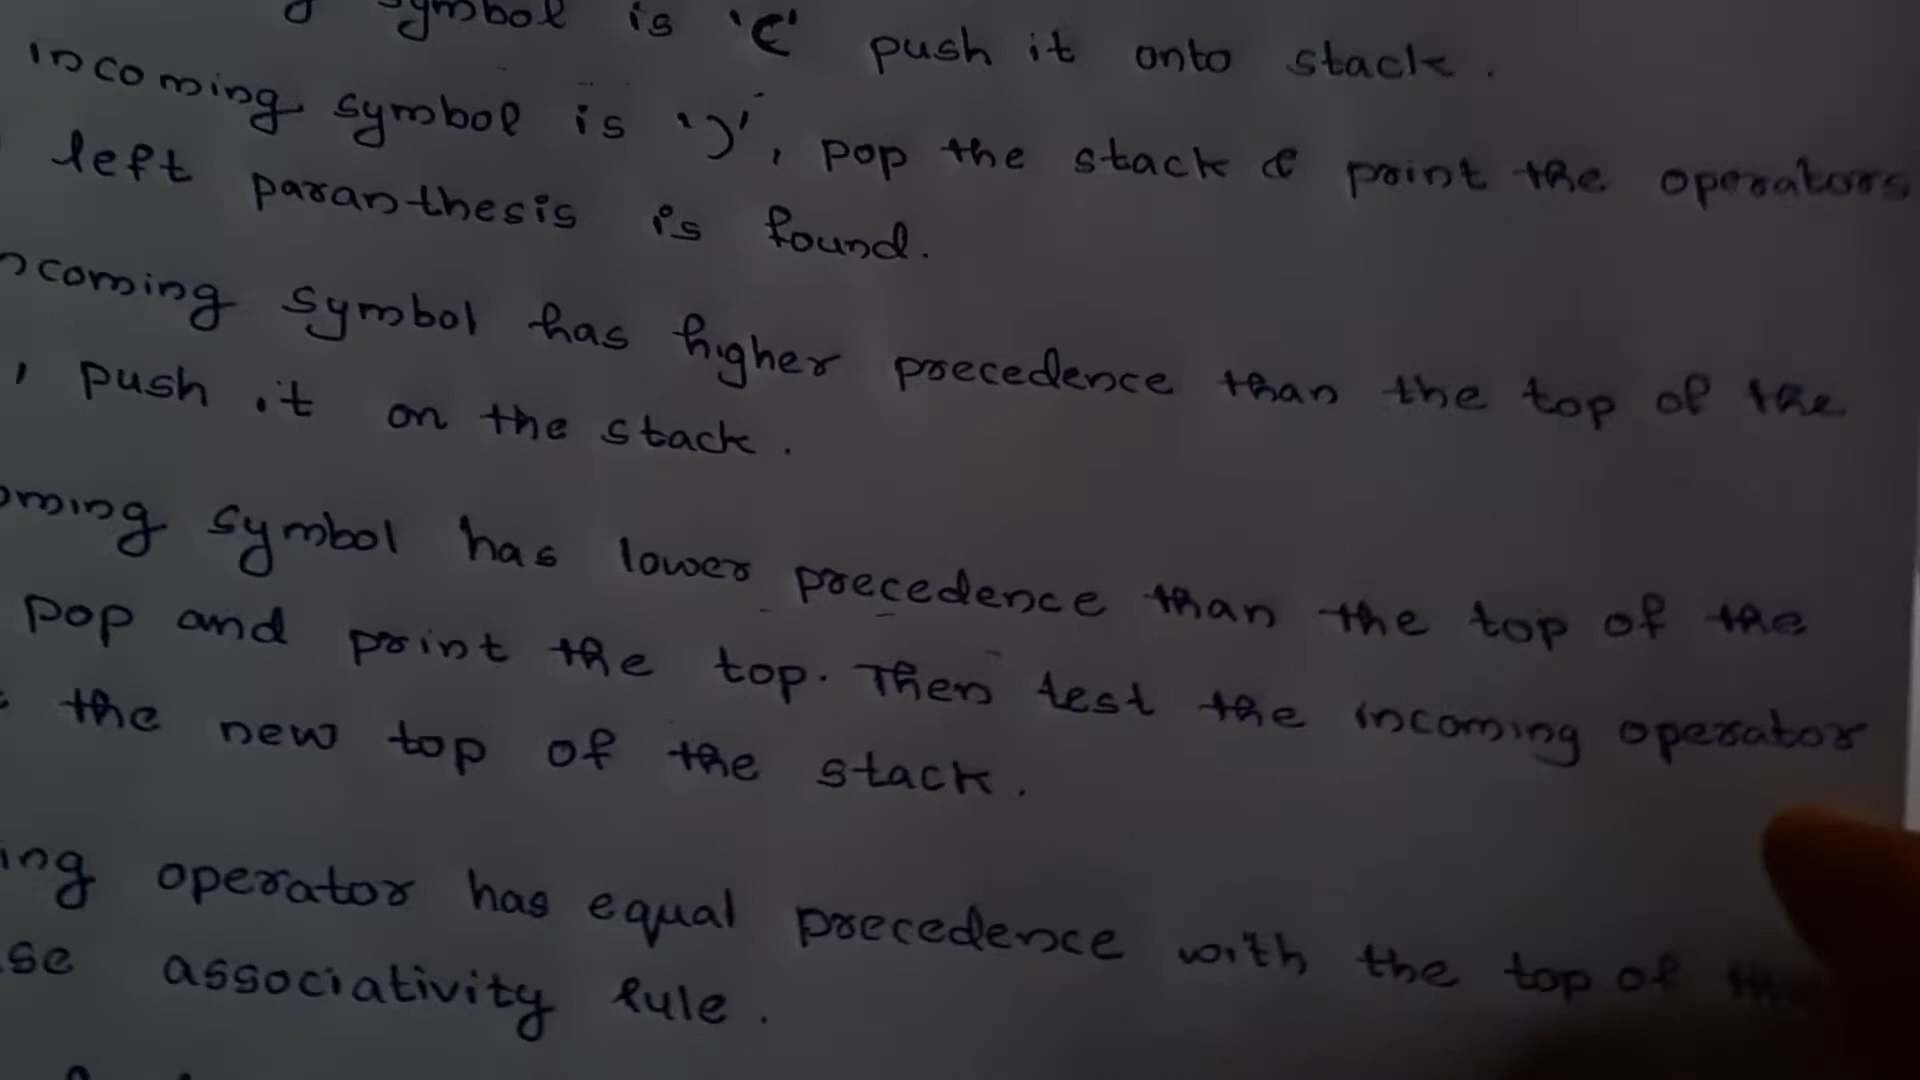 symbol is '(' push it onto stack.
incoming symbol is ')', pop the stack & print the operators
left paranthesis is found.
ncoming symbol has higher precedence than the top of the
, push it on the stack.
oming symbol has lower precedence than the top of the
pop and print the top. Then test the incoming operator
the new top of the stack.
ing operator has equal precedence with the top of the
se associativity rule.